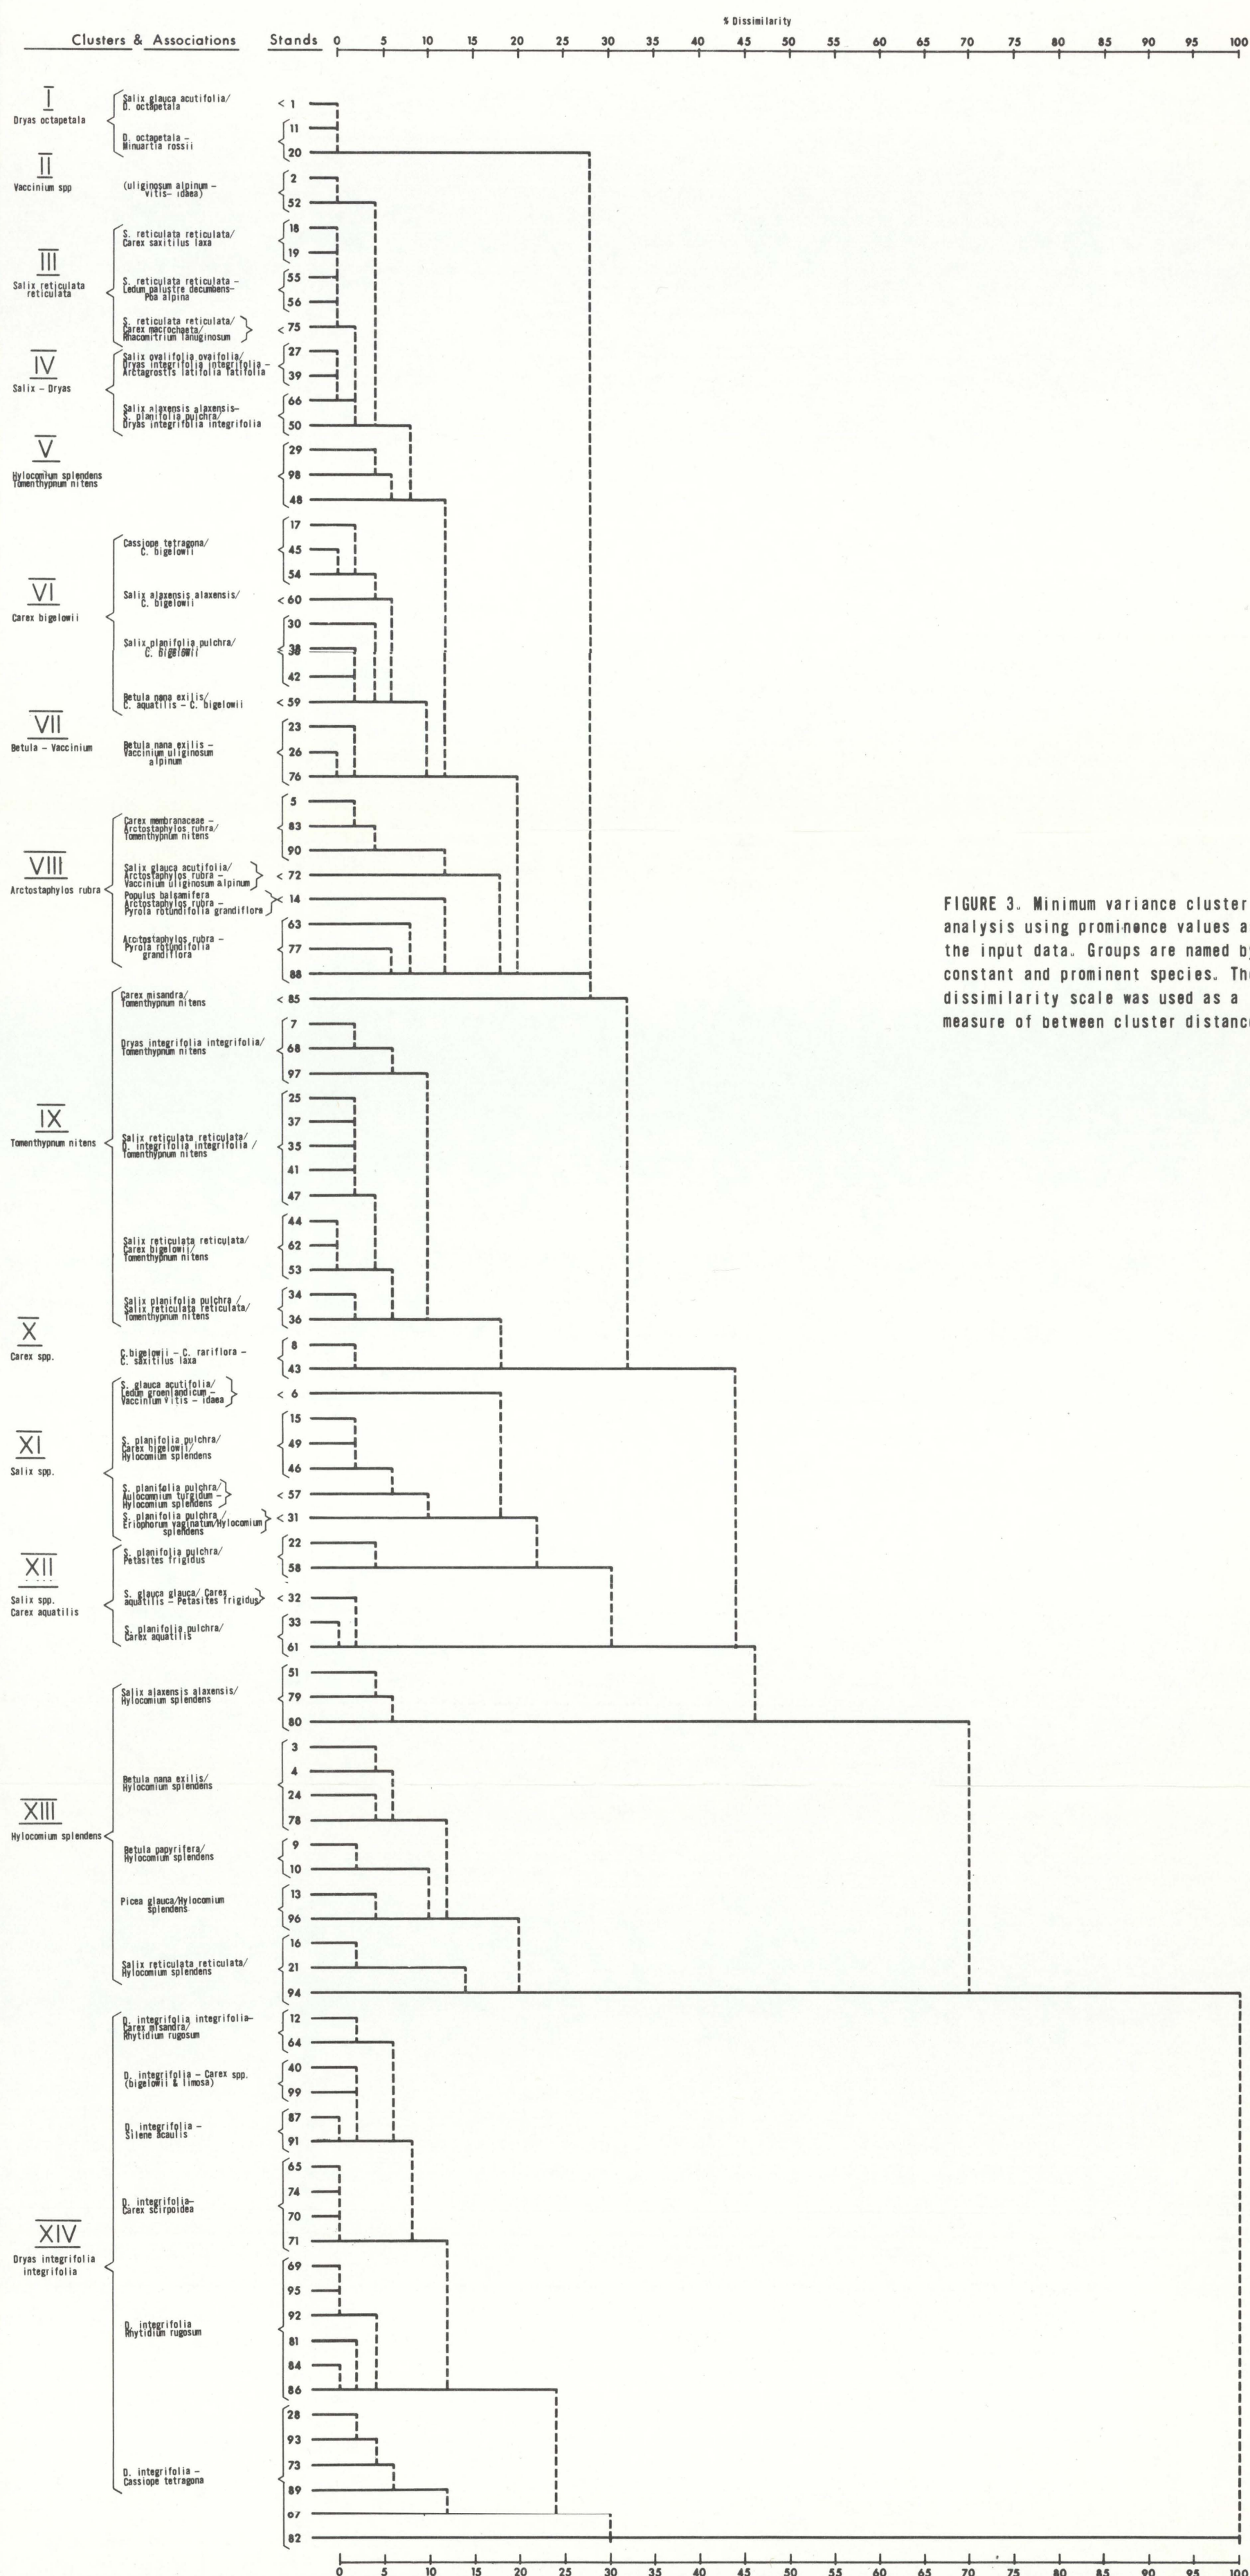 % Dissimilarity
Clusters & Associations Stands 0 5 10 15 20 25 30 35 40 45 50 55 60 65 70 75 80 85 90 95 100
I
Dryas octapetala
Salix glauca acutifolia/
D. octapetala
< 1
D. octapetala –
Minuartia rossii
11
20
II
Vaccinium spp
(uliginosum alpinum –
vitis– idaea)
2
52
III
Salix reticulata
reticulata
S. reticulata reticulata/
Carex saxitilus laxa
18
19
S. reticulata reticulata –
Ledum palustre decumbens–
Poa alpina
55
56
S. reticulata reticulata/
Carex macrochaeta/
Rhacomitrium lanuginosum
< 75
IV
Salix – Dryas
Salix ovalifolia ovaifolia/
Dryas integrifolia integrifolia –
Arctagrostis latifolia latifolia
27
39
Salix alaxensis alaxensis–
S. planifolia pulchra/
Dryas integrifolia integrifolia
66
50
V
Hylocomium splendens
Tomenthypnum nitens
29
98
48
VI
Carex bigelowii
Cassiope tetragona/
C. bigelowii
17
45
54
Salix alaxensis alaxensis/
C. bigelowii
< 60
Salix planifolia pulchra/
C. bigelowii
30
38
42
Betula nana exilis/
C. aquatilis – C. bigelowii
< 59
VII
Betula – Vaccinium
Betula nana exilis –
Vaccinium uliginosum
alpinum
23
26
76
VIII
Arctostaphylos rubra
Carex membranaceae –
Arctostaphylos rubra/
Tomenthypnum nitens
5
83
90
Salix glauca acutifolia/
Arctostaphylos rubra –
Vaccinium uliginosum alpinum
< 72
Populus balsamifera
Arctostaphylos rubra –
Pyrola rotundifolia grandiflora
< 14
Arctostaphylos rubra –
Pyrola rotundifolia
grandiflora
63
77
88
FIGURE 3. Minimum variance cluster
analysis using prominence values a
the input data. Groups are named b
constant and prominent species. Th
dissimilarity scale was used as a
measure of between cluster distanc
IX
Tomenthypnum nitens
Carex misandra/
Tomenthypnum nitens
< 85
Dryas integrifolia integrifolia/
Tomenthypnum nitens
7
68
97
Salix reticulata reticulata/
D. integrifolia integrifolia /
Tomenthypnum nitens
25
37
35
41
47
Salix reticulata reticulata/
Carex bigelowii/
Tomenthypnum nitens
44
62
53
Salix planifolia pulchra /
Salix reticulata reticulata/
Tomenthypnum nitens
34
36
X
Carex spp.
C.bigelowii – C. rariflora –
C. saxitilus laxa
8
43
XI
Salix spp.
S. glauca acutifolia/
Ledum groenlandicum –
Vaccinium vitis – idaea
< 6
S. planifolia pulchra/
Carex bigelowii/
Hylocomium splendens
15
49
46
S. planifolia pulchra/
Aulocomnium turgidum –
Hylocomium splendens
< 57
S. planifolia pulchra /
Eriophorum vaginatum/Hylocomium
splendens
< 31
XII
Salix spp.
Carex aquatilis
S. planifolia pulchra/
Petasites frigidus
22
58
S. glauca glauca/ Carex
aquatilis – Petasites frigidus
< 32
S. planifolia pulchra/
Carex aquatilis
33
61
XIII
Hylocomium splendens
Salix alaxensis alaxensis/
Hylocomium splendens
51
79
80
Betula nana exilis/
Hylocomium splendens
3
4
24
78
Betula papyrifera/
Hylocomium splendens
9
10
Picea glauca/Hylocomium
splendens
13
96
Salix reticulata reticulata/
Hylocomium splendens
16
21
94
XIV
Dryas integrifolia
integrifolia
D. integrifolia integrifolia–
Carex misandra/
Rhytidium rugosum
12
64
D. integrifolia – Carex spp.
(bigelowii & limosa)
40
99
D. integrifolia –
Silene acaulis
87
91
D. integrifolia–
Carex scirpoidea
65
74
70
71
D. integrifolia
Rhytidium rugosum
69
95
92
81
84
86
D. integrifolia –
Cassiope tetragona
28
93
73
89
67
82
0 5 10 15 20 25 30 35 40 45 50 55 60 65 70 75 80 85 90 95 100